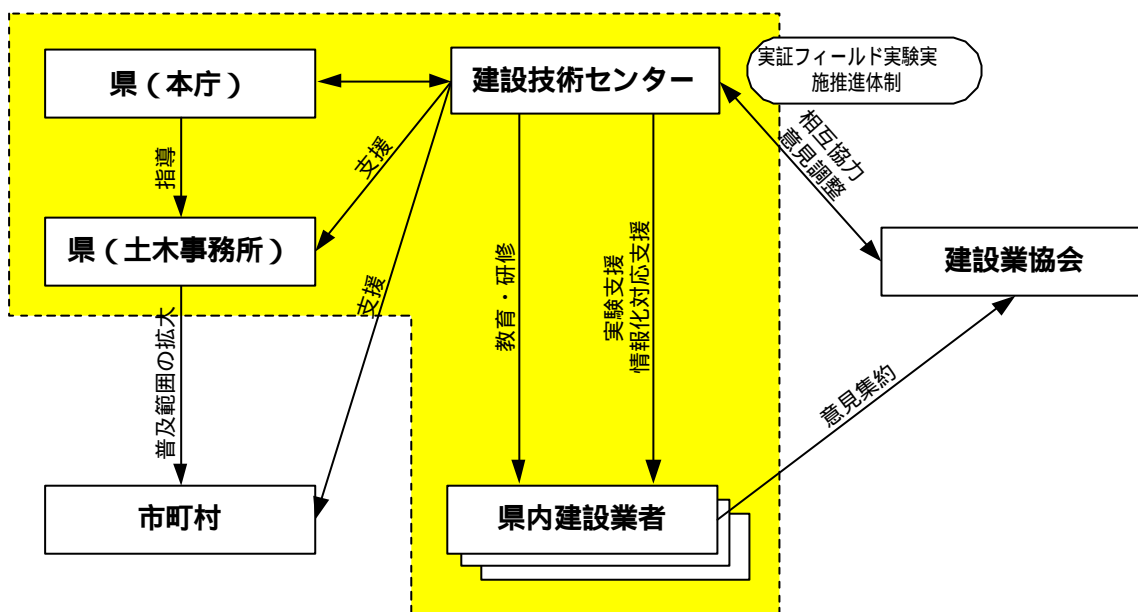 県（本庁）
建設技術センター
実証フィールド実験実
施推進体制
指導
支援
相互協力
意見調整
県（土木事務所）
建設業協会
支援
教育・研修
実験支援
情報化対応支援
普及範囲の拡大
意見集約
市町村
県内建設業者